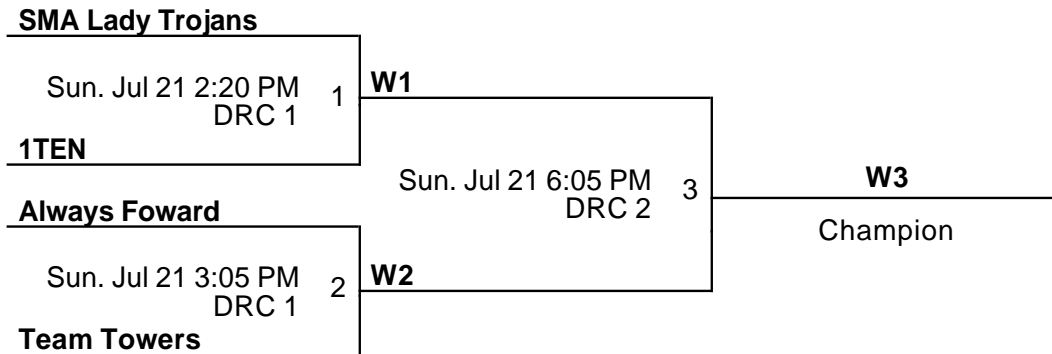 SMA Lady Trojans
Sun. Jul 21 2:20 PM
DRC 1
1
W1
1TEN
Sun. Jul 21 6:05 PM
DRC 2
3
W3
Champion
Always Foward
Sun. Jul 21 3:05 PM
DRC 1
2
W2
Team Towers